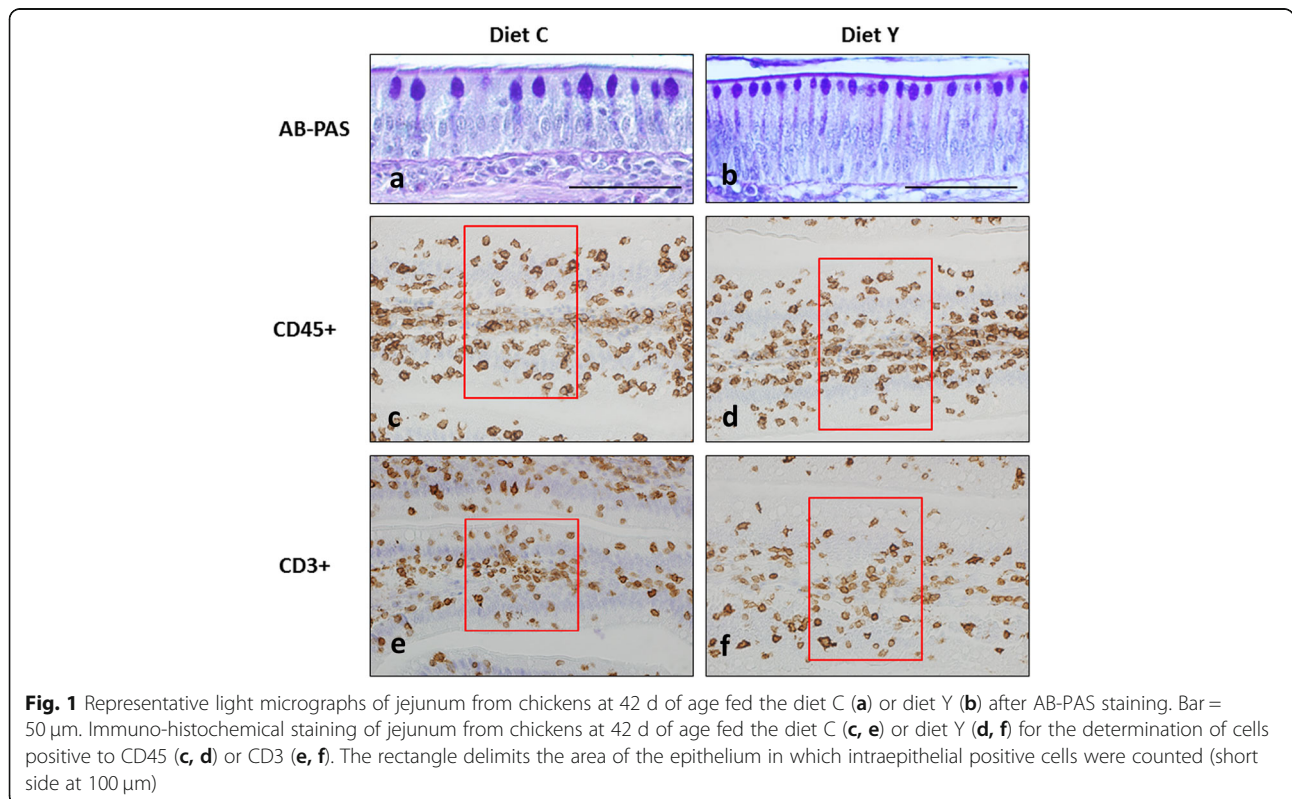 Diet C
Diet Y
AB-PAS
a
b
CD45+
c
d
CD3+
e
f
Fig. 1 Representative light micrographs of jejunum from chickens at 42 d of age fed the diet C (a) or diet Y (b) after AB-PAS staining. Bar =
50 μm. Immuno-histochemical staining of jejunum from chickens at 42 d of age fed the diet C (c, e) or diet Y (d, f) for the determination of cells
positive to CD45 (c, d) or CD3 (e, f). The rectangle delimits the area of the epithelium in which intraepithelial positive cells were counted (short
side at 100 μm)